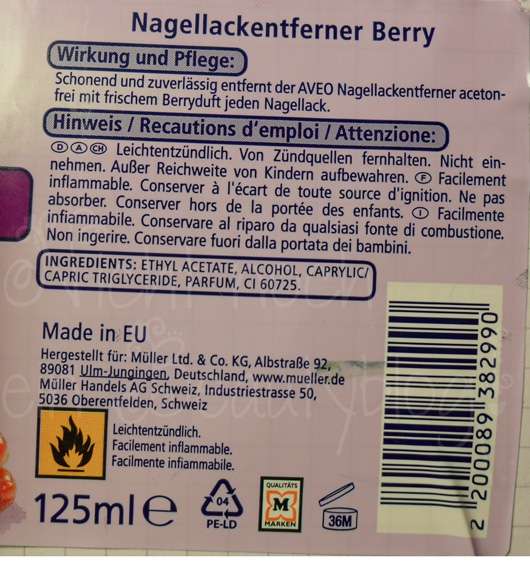 Nagellackentferner Berry
Wirkung und Pflege:
Schonend und zuverlässig entfernt der AVEO Nagellackentferner aceton-
frei mit frischem Berryduft jeden Nagellack.
Hinweis / Recautions d'emploi / Attenzione:
D A CH Leichtentzündlich. Von Zündquellen fernhalten. Nicht ein-
nehmen. Außer Reichweite von Kindern aufbewahren. F Facilement
inflammable. Conserver à l'écart de toute source d'ignition. Ne pas
absorber. Conserver hors de la portée des enfants. I Facilmente
infiammabile. Conservare al riparo da qualsiasi fonte di combustione.
Non ingerire. Conservare fuori dalla portata dei bambini.
INGREDIENTS: ETHYL ACETATE, ALCOHOL, CAPRYLIC/
CAPRIC TRIGLYCERIDE, PARFUM, CI 60725.
Made in EU
Hergestellt für: Müller Ltd. & Co. KG, Albstraße 92,
89081 Ulm-Jungingen, Deutschland, www.mueller.de
Müller Handels AG Schweiz, Industriestrasse 50,
5036 Oberentfelden, Schweiz
Leichtentzündlich.
Facilement inflammable.
Facilmente infiammabile.
125ml e
04
PE-LD
QUALITÄTS
M
MARKEN
36M
2 200089 382990